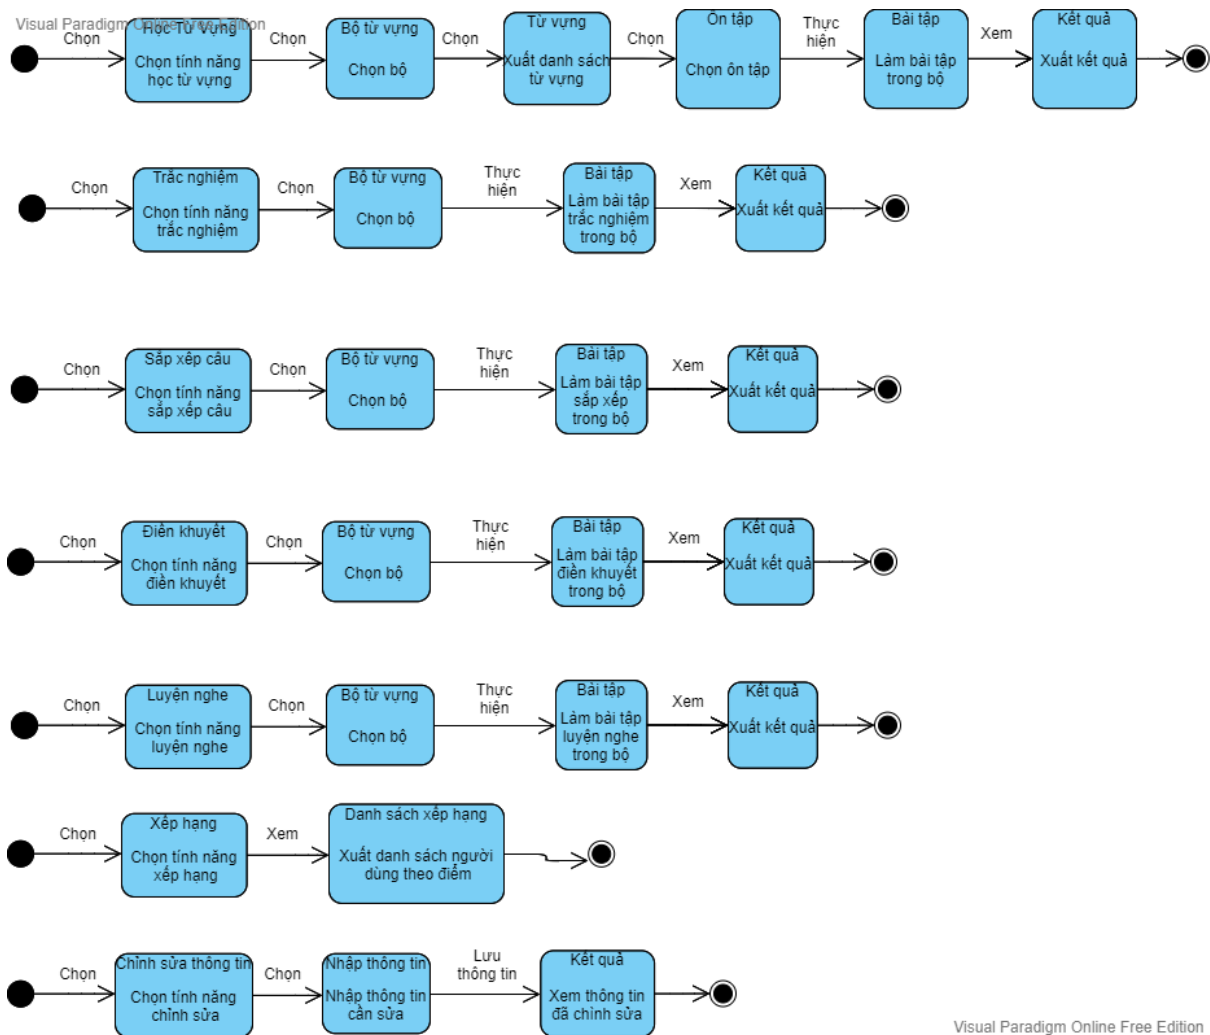 Visual Paradigm Online Free Edition
Chọn
Học Từ Vựng
Chọn tính năng
học từ vựng
Chọn
Bộ từ vựng
Chọn bộ
Chọn
Từ vựng
Xuất danh sách
từ vựng
Chọn
Ôn tập
Chọn ôn tập
Thực
hiện
Bài tập
Làm bài tập
trong bộ
Xem
Kết quả
Xuất kết quả
Chọn
Trắc nghiệm
Chọn tính năng
trắc nghiệm
Chọn
Bộ từ vựng
Chọn bộ
Thực
hiện
Bài tập
Làm bài tập
trắc nghiệm
trong bộ
Xem
Kết quả
Xuất kết quả
Chọn
Sắp xếp câu
Chọn tính năng
sắp xếp câu
Chọn
Bộ từ vựng
Chọn bộ
Thực
hiện
Bài tập
Làm bài tập
sắp xếp
trong bộ
Xem
Kết quả
Xuất kết quả
Chọn
Điền khuyết
Chọn tính năng
điền khuyết
Chọn
Bộ từ vựng
Chọn bộ
Thực
hiện
Bài tập
Làm bài tập
điền khuyết
trong bộ
Xem
Kết quả
Xuất kết quả
Chọn
Luyện nghe
Chọn tính năng
luyện nghe
Chọn
Bộ từ vựng
Chọn bộ
Thực
hiện
Bài tập
Làm bài tập
luyện nghe
trong bộ
Xem
Kết quả
Xuất kết quả
Chọn
Xếp hạng
Chọn tính năng
xếp hạng
Xem
Danh sách xếp hạng
Xuất danh sách người
dùng theo điểm
Chọn
Chỉnh sửa thông tin
Chọn tính năng
chỉnh sửa
Chọn
Nhập thông tin
Nhập thông tin
cần sửa
Lưu
thông tin
Kết quả
Xem thông tin
đã chỉnh sửa
Visual Paradigm Online Free Edition